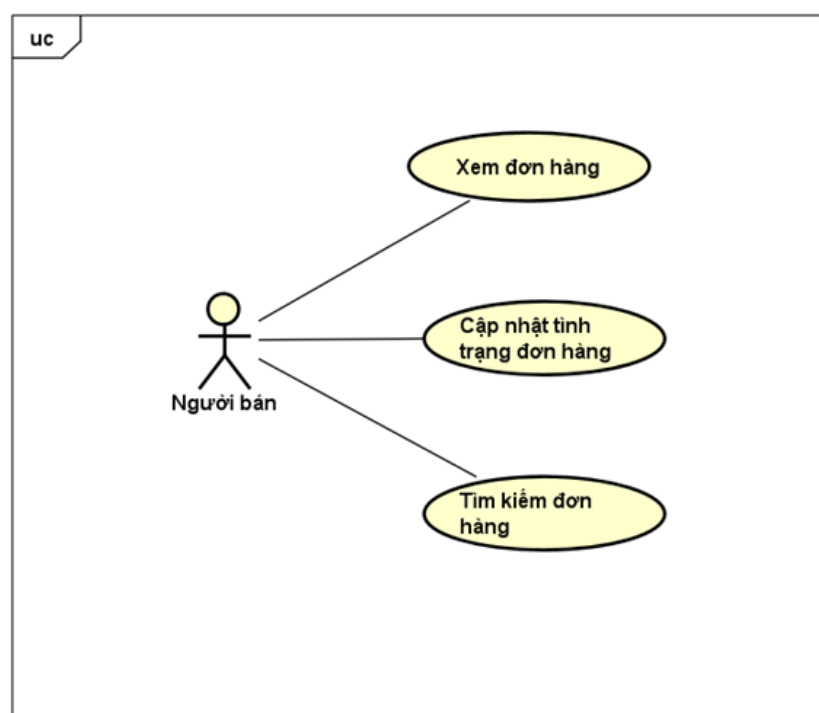 uc
Xem đơn hàng
Cập nhật tình
trạng đơn hàng
Người bán
Tìm kiếm đơn
hàng